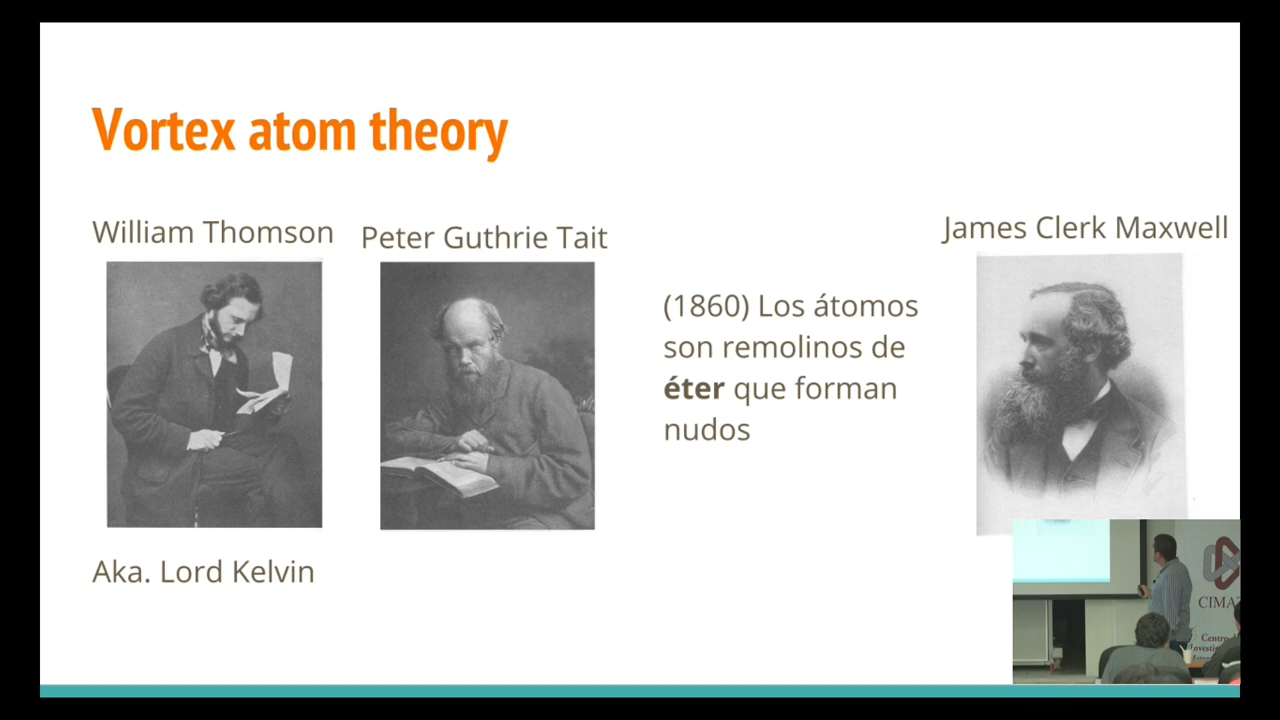 Vortex atom theory
William Thomson
Peter Guthrie Tait
James Clerk Maxwell
(1860) Los átomos
son remolinos de
éter que forman
nudos
Aka. Lord Kelvin